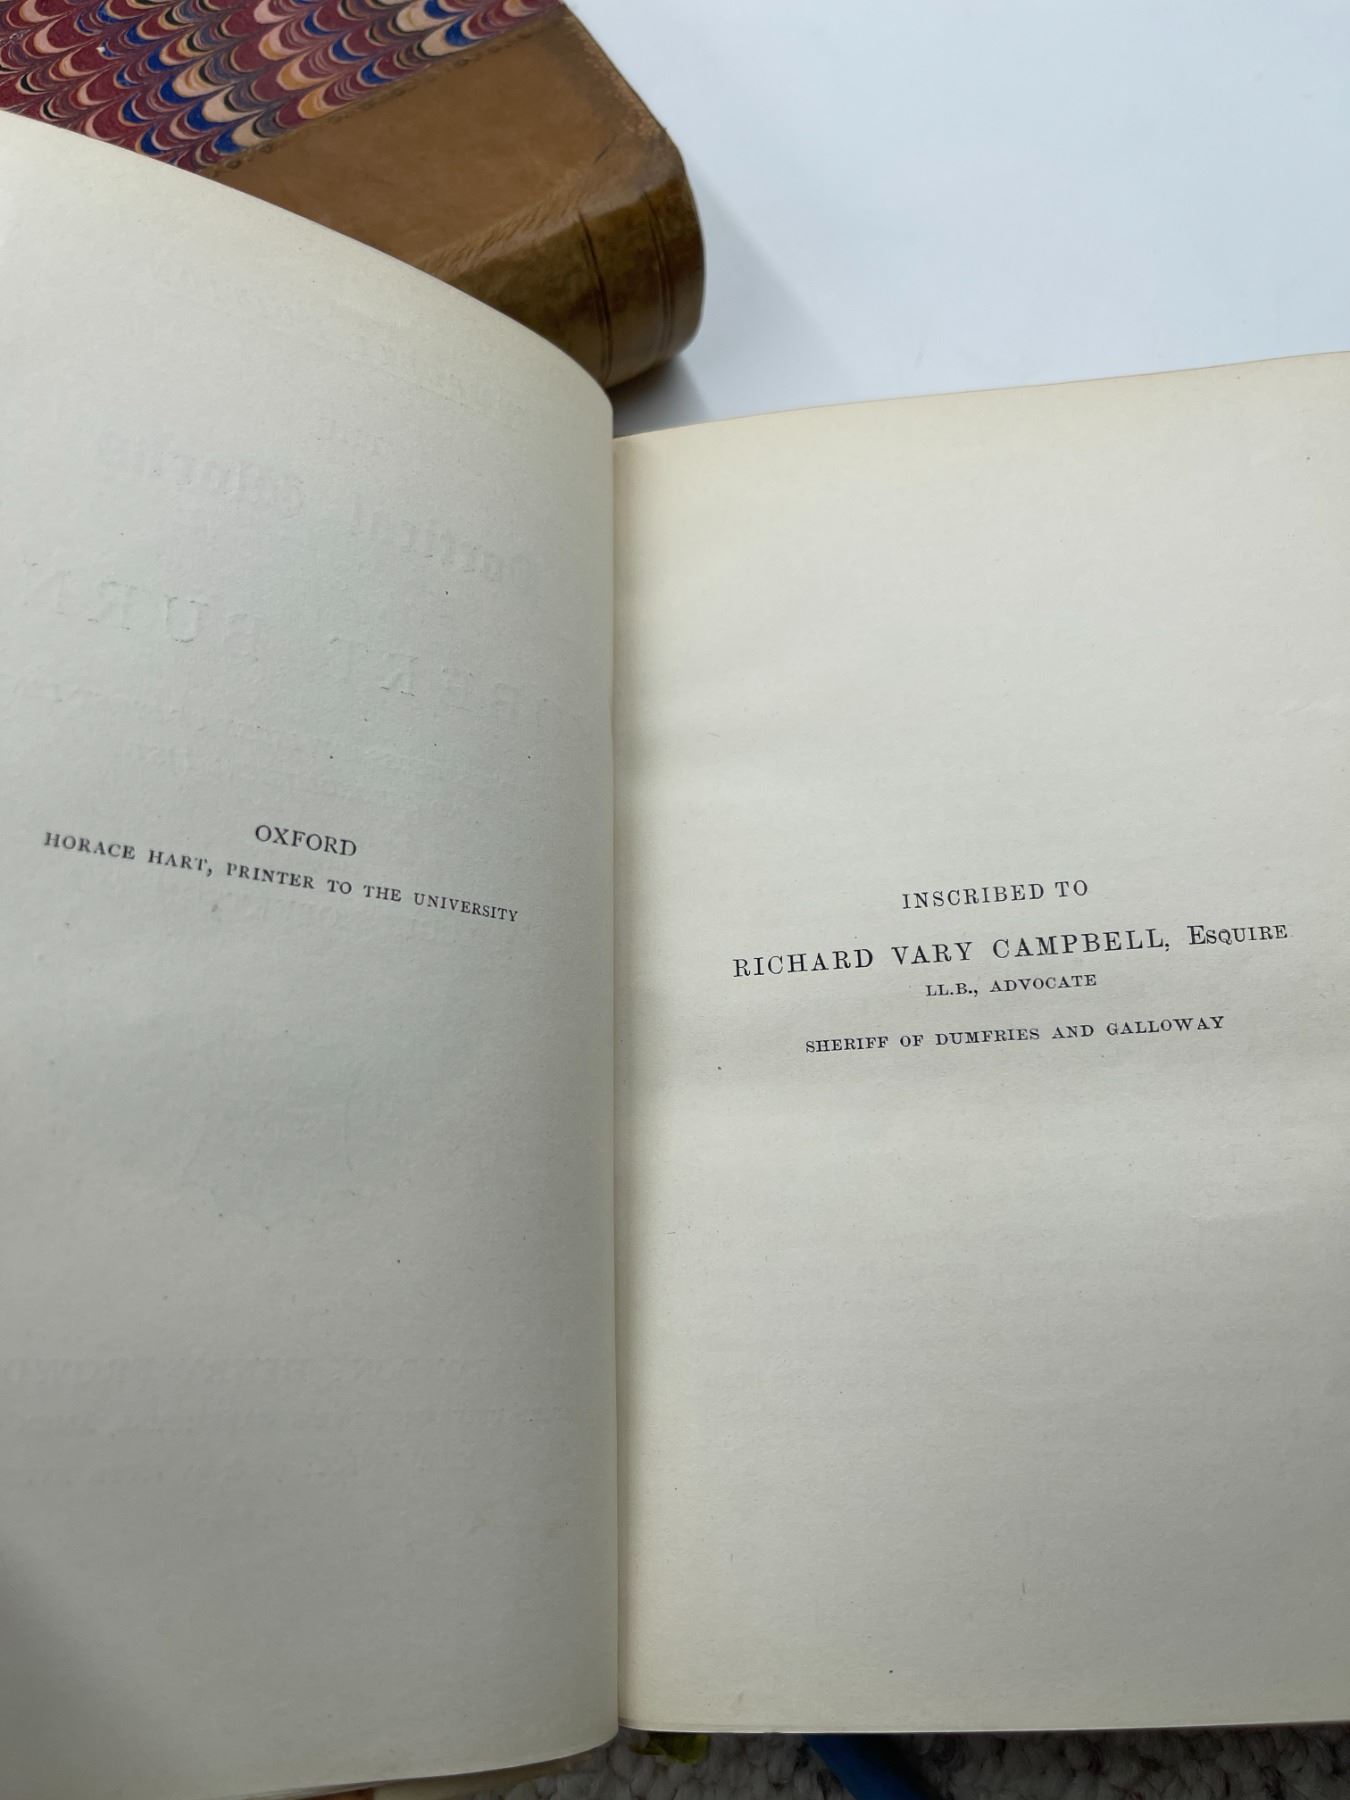 OXFORD
HORACE HART, PRINTER TO THE UNIVERSITY
INSCRIBED TO
RICHARD VARY CAMPBELL, ESQUIRE
LL.B., ADVOCATE
SHERIFF OF DUMFRIES AND GALLOWAY